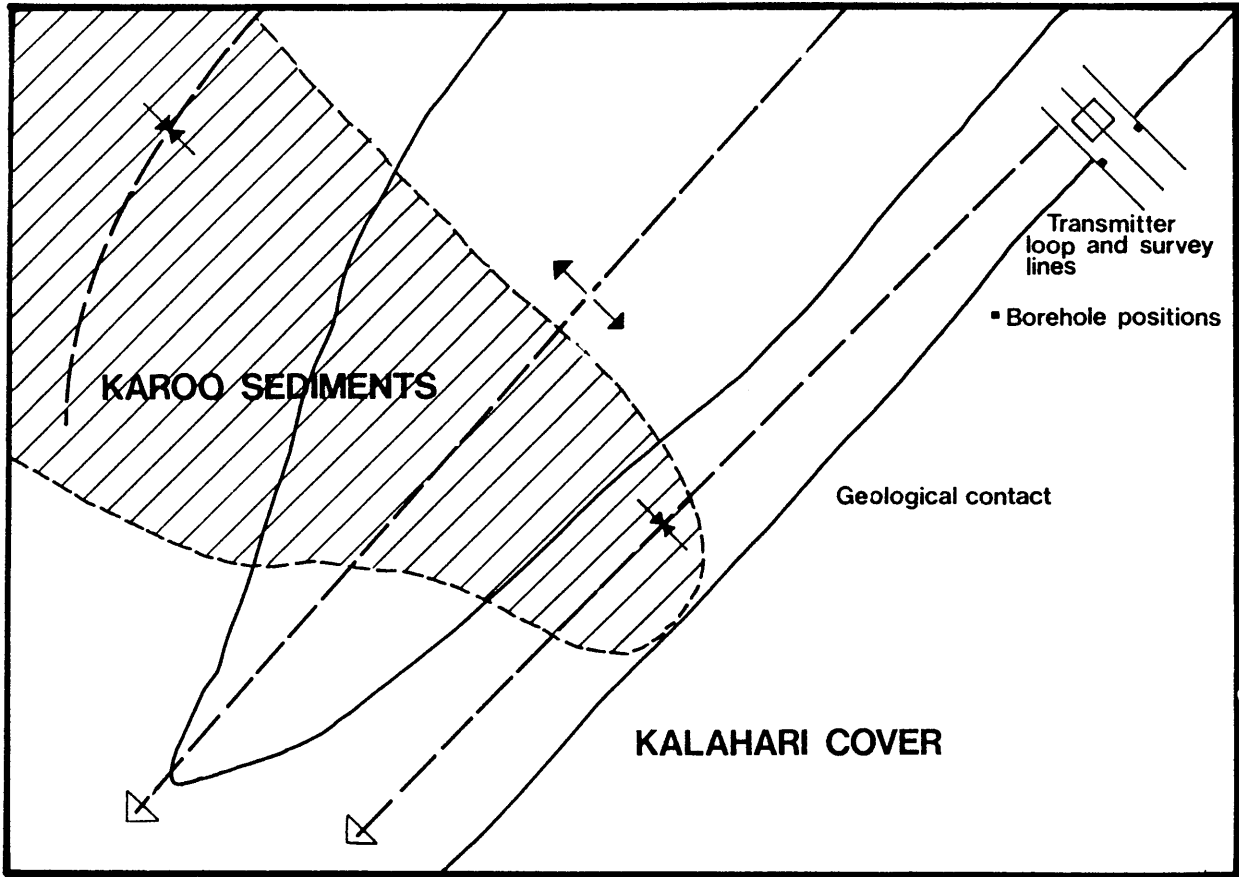 Transmitter
loop and survey
lines
Borehole positions
KAROO SEDIMENTS
Geological contact
KALAHARI COVER